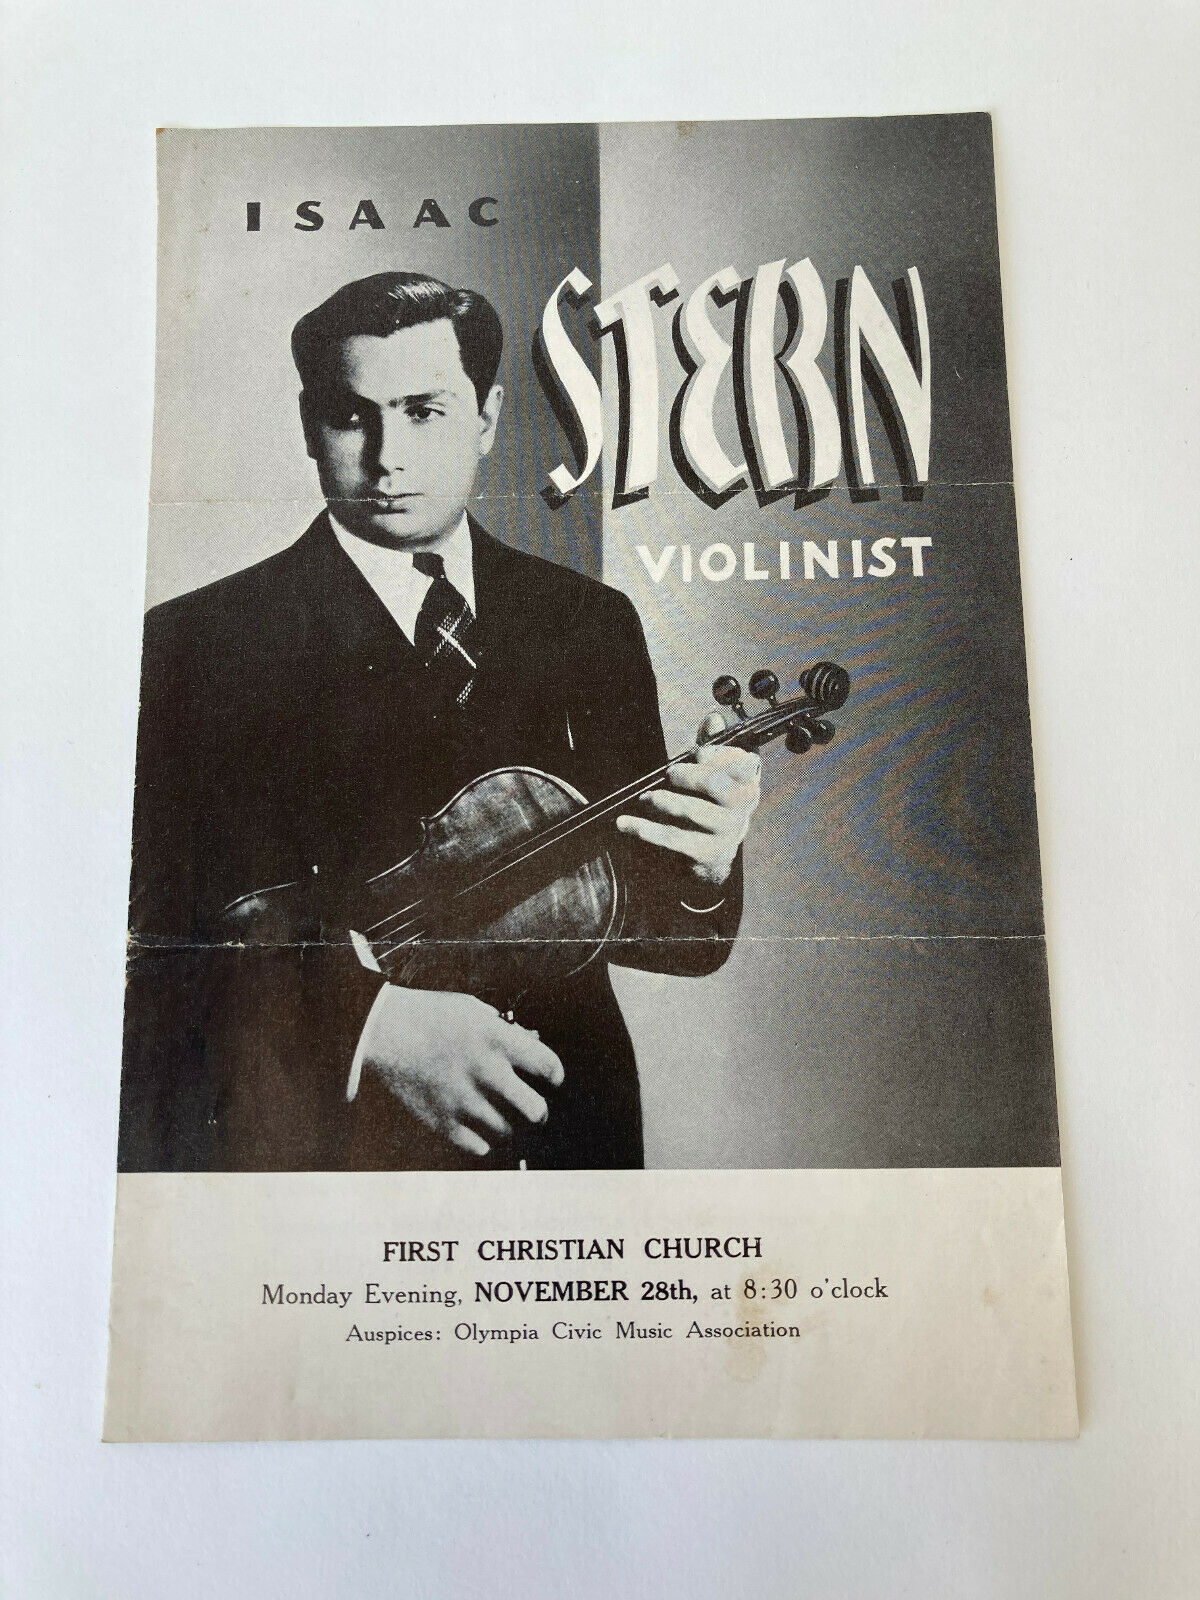 ISAAC
STERN
VIOLINIST
FIRST CHRISTIAN CHURCH
Monday Evening, NOVEMBER 28th, at 8:30 o'clock
Auspices: Olympia Civic Music Association